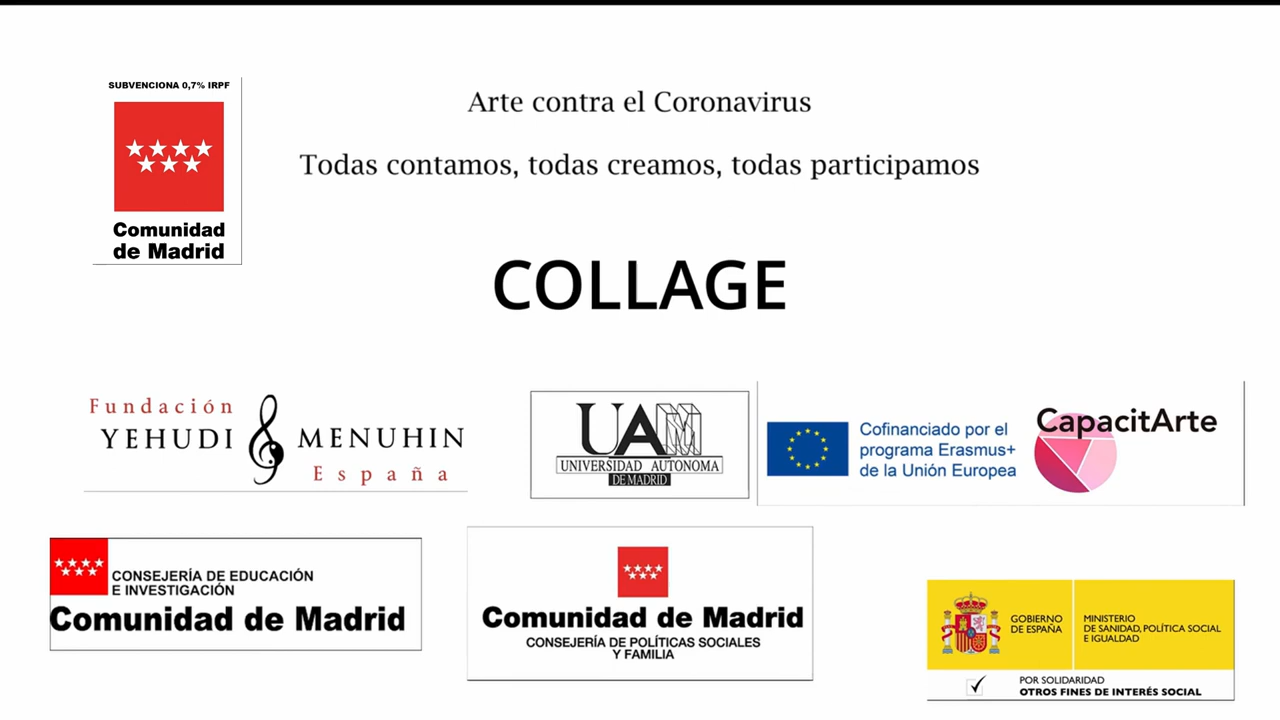 SUBVENCIONA 0,7% IRPF
Comunidad
de Madrid
Arte contra el Coronavirus
Todas contamos, todas creamos, todas participamos
COLLAGE
Fundación
YEHUDI MENUHIN
España
UAM
UNIVERSIDAD AUTONOMA
DE MADRID
Cofinanciado por el
programa Erasmus+
de la Unión Europea
CapacitArte
CONSEJERÍA DE EDUCACIÓN
E INVESTIGACIÓN
Comunidad de Madrid
Comunidad de Madrid
CONSEJERÍA DE POLÍTICAS SOCIALES
Y FAMILIA
GOBIERNO
DE ESPAÑA
MINISTERIO
DE SANIDAD, POLÍTICA SOCIAL
E IGUALDAD
POR SOLIDARIDAD
OTROS FINES DE INTERÉS SOCIAL